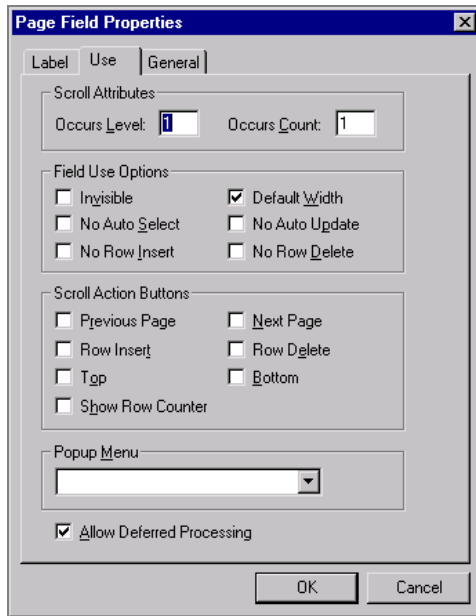 Page Field Properties
Label Use General
Scroll Attributes
Occurs Level: 1 Occurs Count: 1
Field Use Options
Invisible Default Width
No Auto Select No Auto Update
No Row Insert No Row Delete
Scroll Action Buttons
Previous Page Next Page
Row Insert Row Delete
Top Bottom
Show Row Counter
Popup Menu
Allow Deferred Processing
OK Cancel